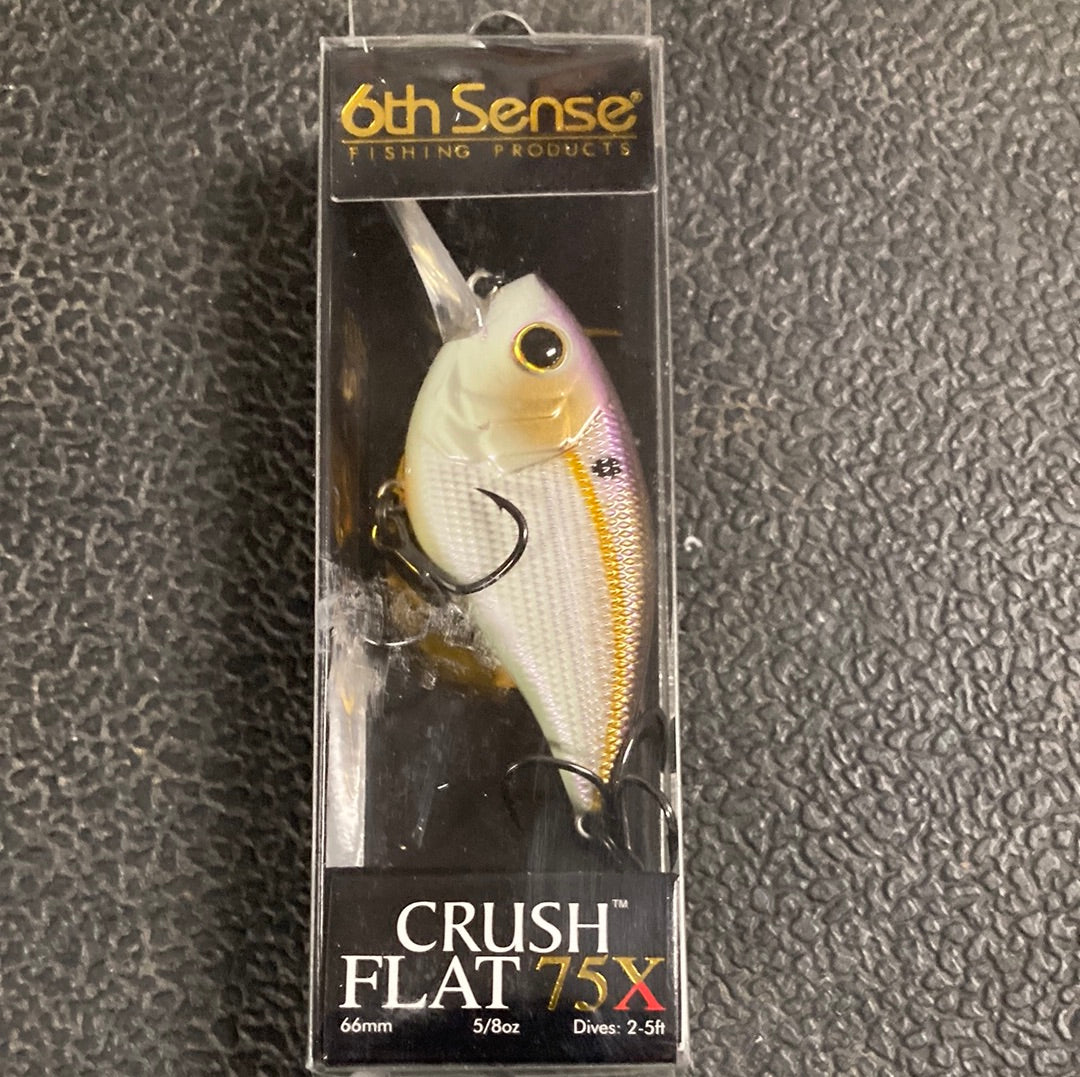 6th Sense®
FISHING PRODUCTS
CRUSH™
FLAT 75X
66mm 5/8oz Dives: 2-5ft